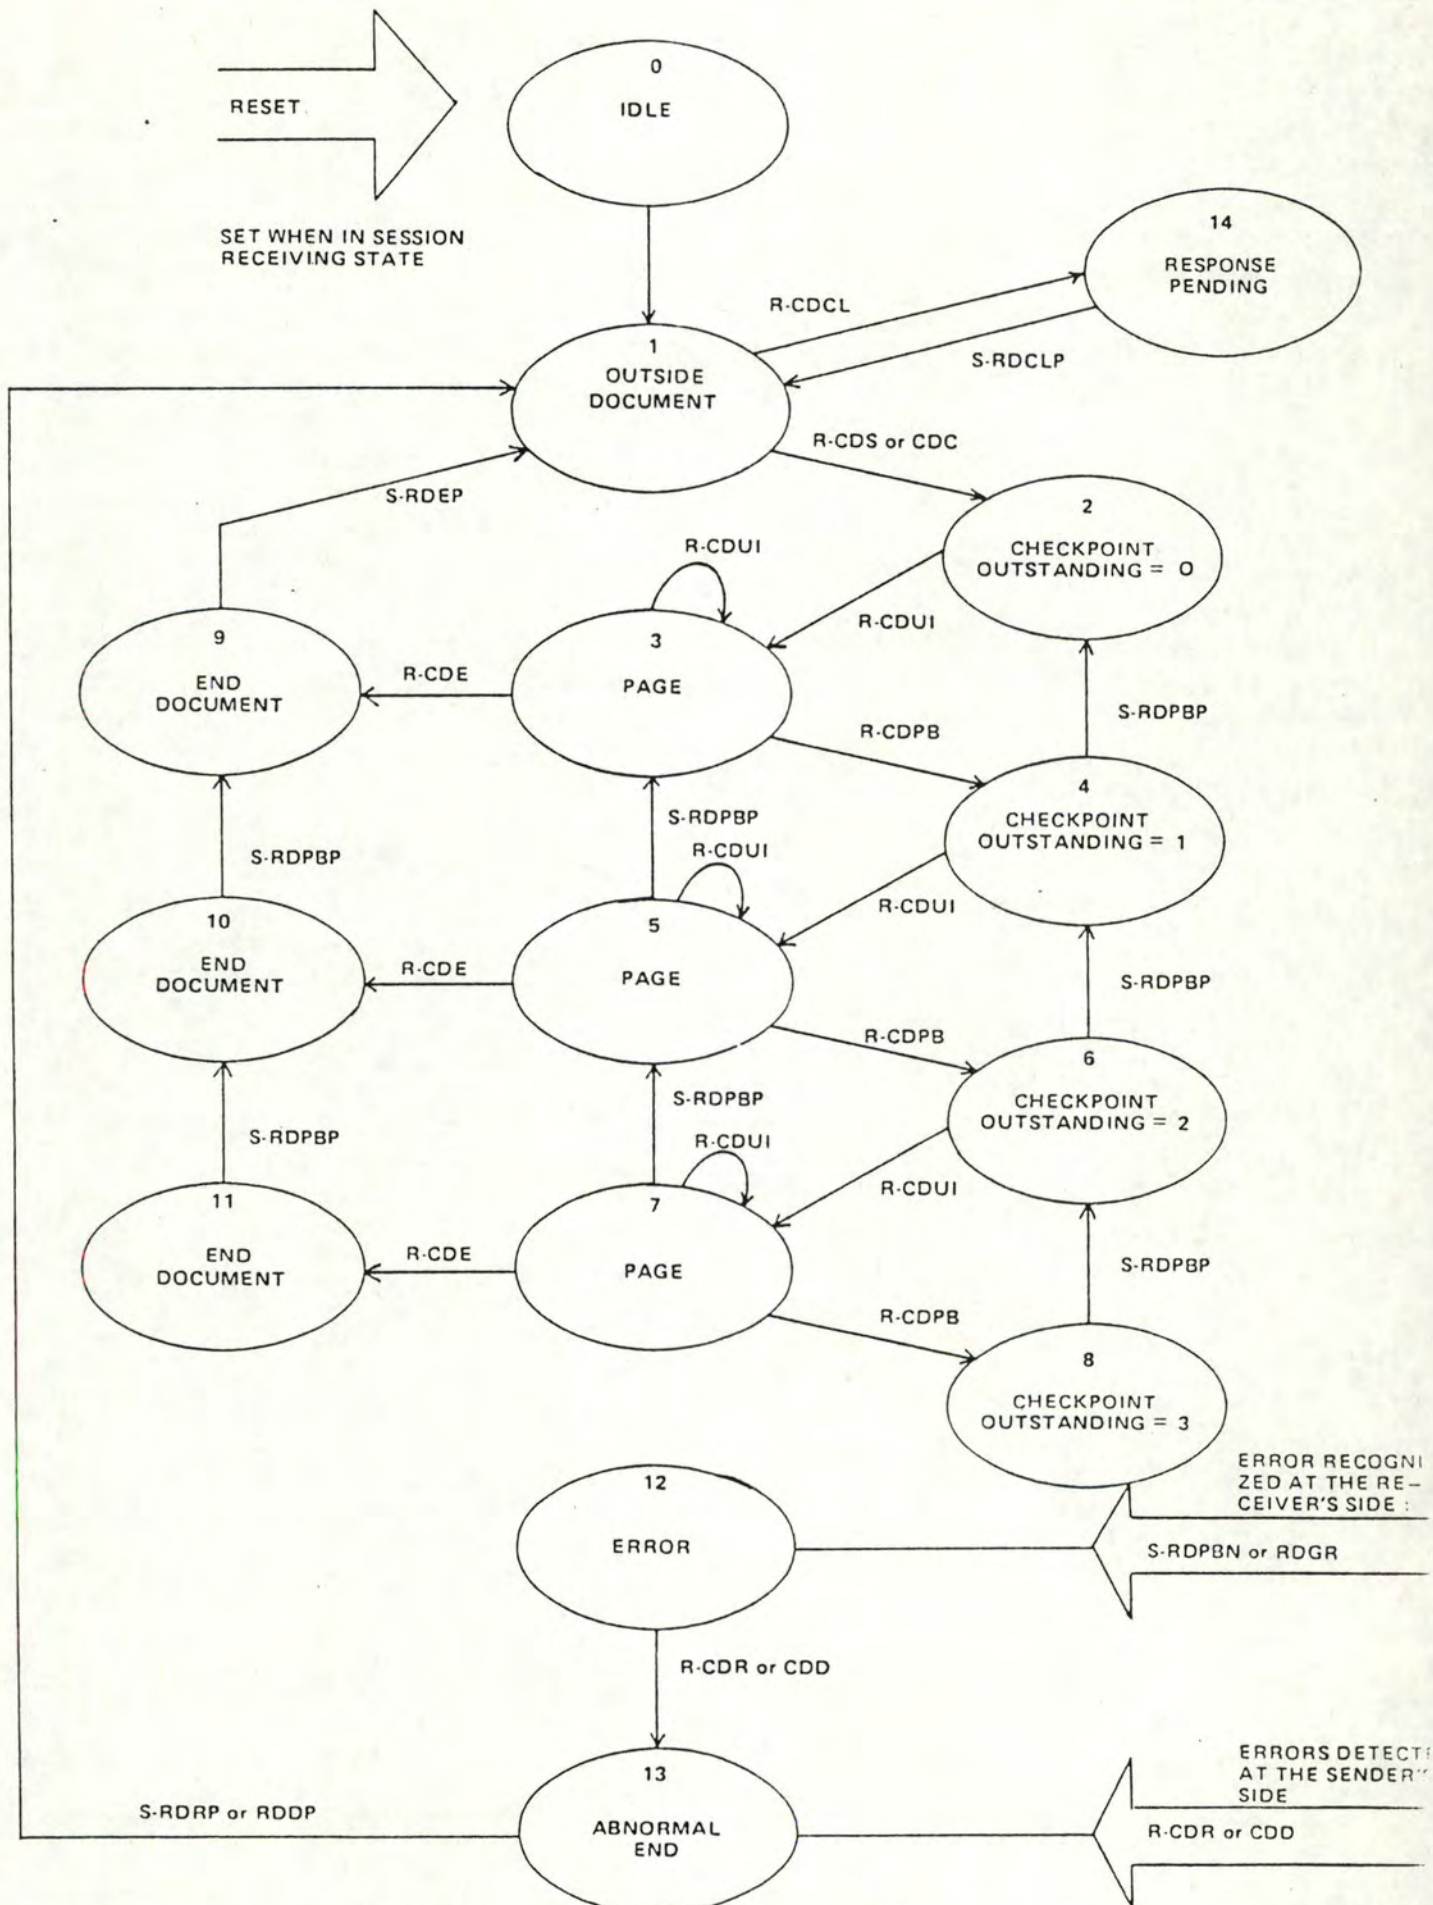 0
IDLE
RESET
SET WHEN IN SESSION
RECEIVING STATE
14
RESPONSE
PENDING
R-CDCL
S-RDCLP
1
OUTSIDE
DOCUMENT
R-CDS or CDC
S-RDEP
2
CHECKPOINT
OUTSTANDING = 0
R-CDUI
R-CDUI
9
END
DOCUMENT
R-CDE
3
PAGE
S-RDPBP
R-CDPB
4
CHECKPOINT
OUTSTANDING = 1
S-RDPBP
S-RDPBP
R-CDUI
R-CDUI
10
END
DOCUMENT
R-CDE
5
PAGE
S-RDPBP
R-CDPB
6
CHECKPOINT
OUTSTANDING = 2
S-RDPBP
S-RDPBP
R-CDUI
R-CDUI
11
END
DOCUMENT
R-CDE
7
PAGE
S-RDPBP
R-CDPB
8
CHECKPOINT
OUTSTANDING = 3
ERROR RECOGNI
ZED AT THE RE-
CEIVER'S SIDE :
S-RDPBN or RDGR
12
ERROR
R-CDR or CDD
13
ABNORMAL
END
S-RDRP or RDDP
ERRORS DETECT
AT THE SENDER'
SIDE
R-CDR or CDD